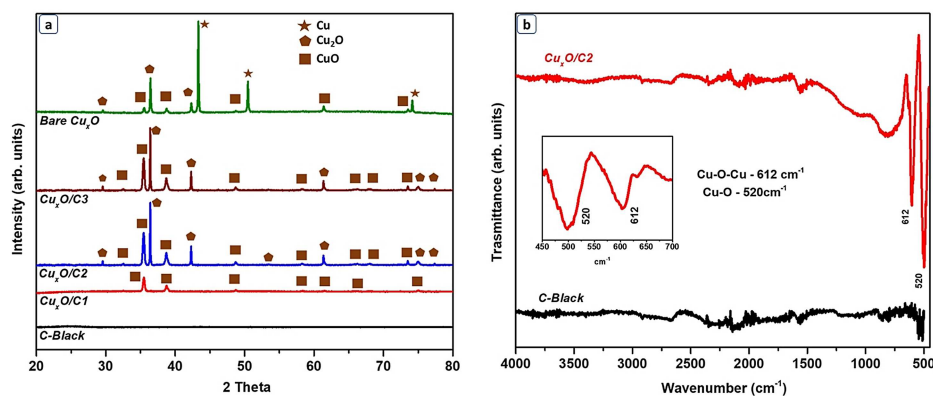 a
Cu
Cu2O
CuO
Bare CuxO
CuxO/C3
CuxO/C2
CuxO/C1
C-Black
Intensity (arb. units)
20 30 40 50 60 70 80
2 Theta
b
CuxO/C2
Cu-O-Cu - 612 cm-1
Cu-O - 520cm-1
520
612
450 500 550 600 650 700
cm-1
612
520
C-Black
Trasmittance (arb. units)
4000 3500 3000 2500 2000 1500 1000 500
Wavenumber (cm-1)